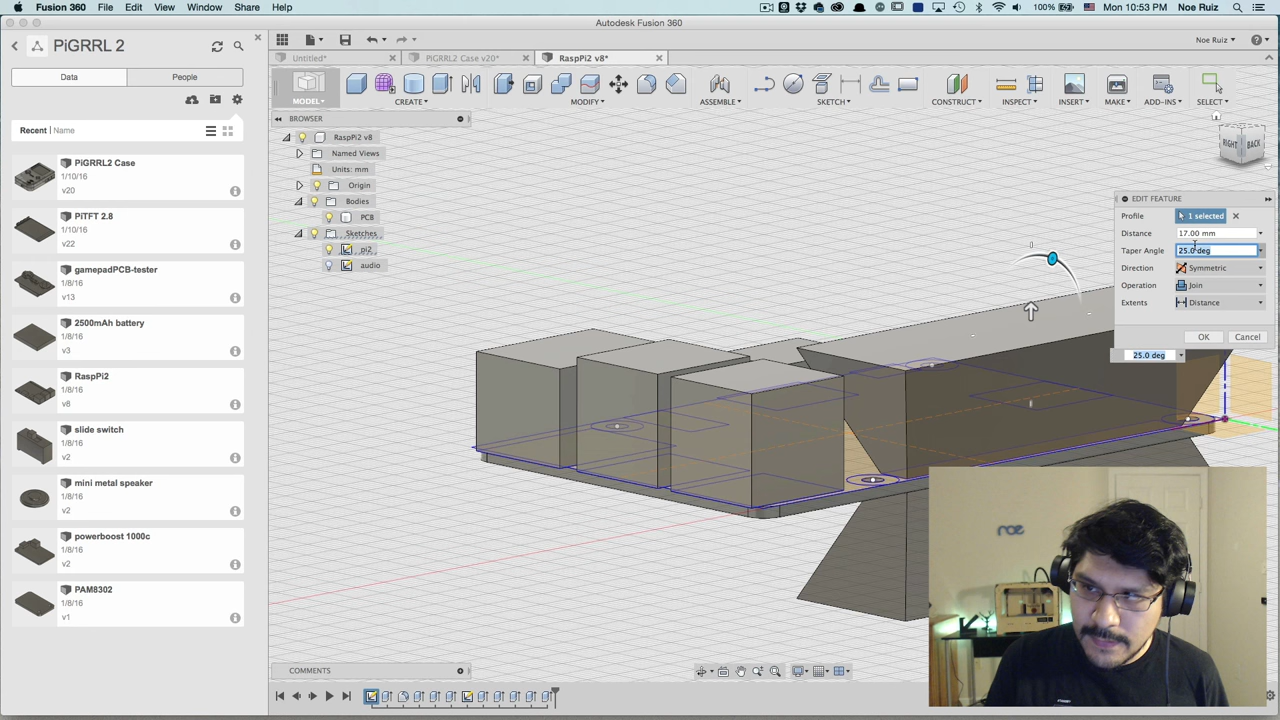 Fusion 360 File Edit View Window Share Help
100% Mon 10:53 PM Noe Ruiz
Autodesk Fusion 360
PiGRRL 2
Noe Ruiz
Untitled*
PiGRRL2 Case v20*
RaspPi2 v8*
Data People
MODEL
CREATE
MODIFY
ASSEMBLE
SKETCH
CONSTRUCT
INSPECT
INSERT
MAKE
ADD-INS
SELECT
Recent Name
BROWSER
RaspPi2 v8
Named Views
Units: mm
Origin
Bodies
PCB
Sketches
pi2
audio
PiGRRL2 Case
1/10/16
v20
PiTFT 2.8
1/10/16
v22
gamepadPCB-tester
1/8/16
v13
2500mAh battery
1/8/16
v3
RaspPi2
1/8/16
v8
slide switch
1/8/16
v2
mini metal speaker
1/8/16
v2
powerboost 1000c
1/8/16
v2
PAM8302
1/8/16
v1
RIGHT BACK
EDIT FEATURE
Profile 1 selected
Distance 17.00 mm
Taper Angle 25.0 deg
Direction Symmetric
Operation Join
Extents Distance
OK Cancel
25.0 deg
noe
COMMENTS